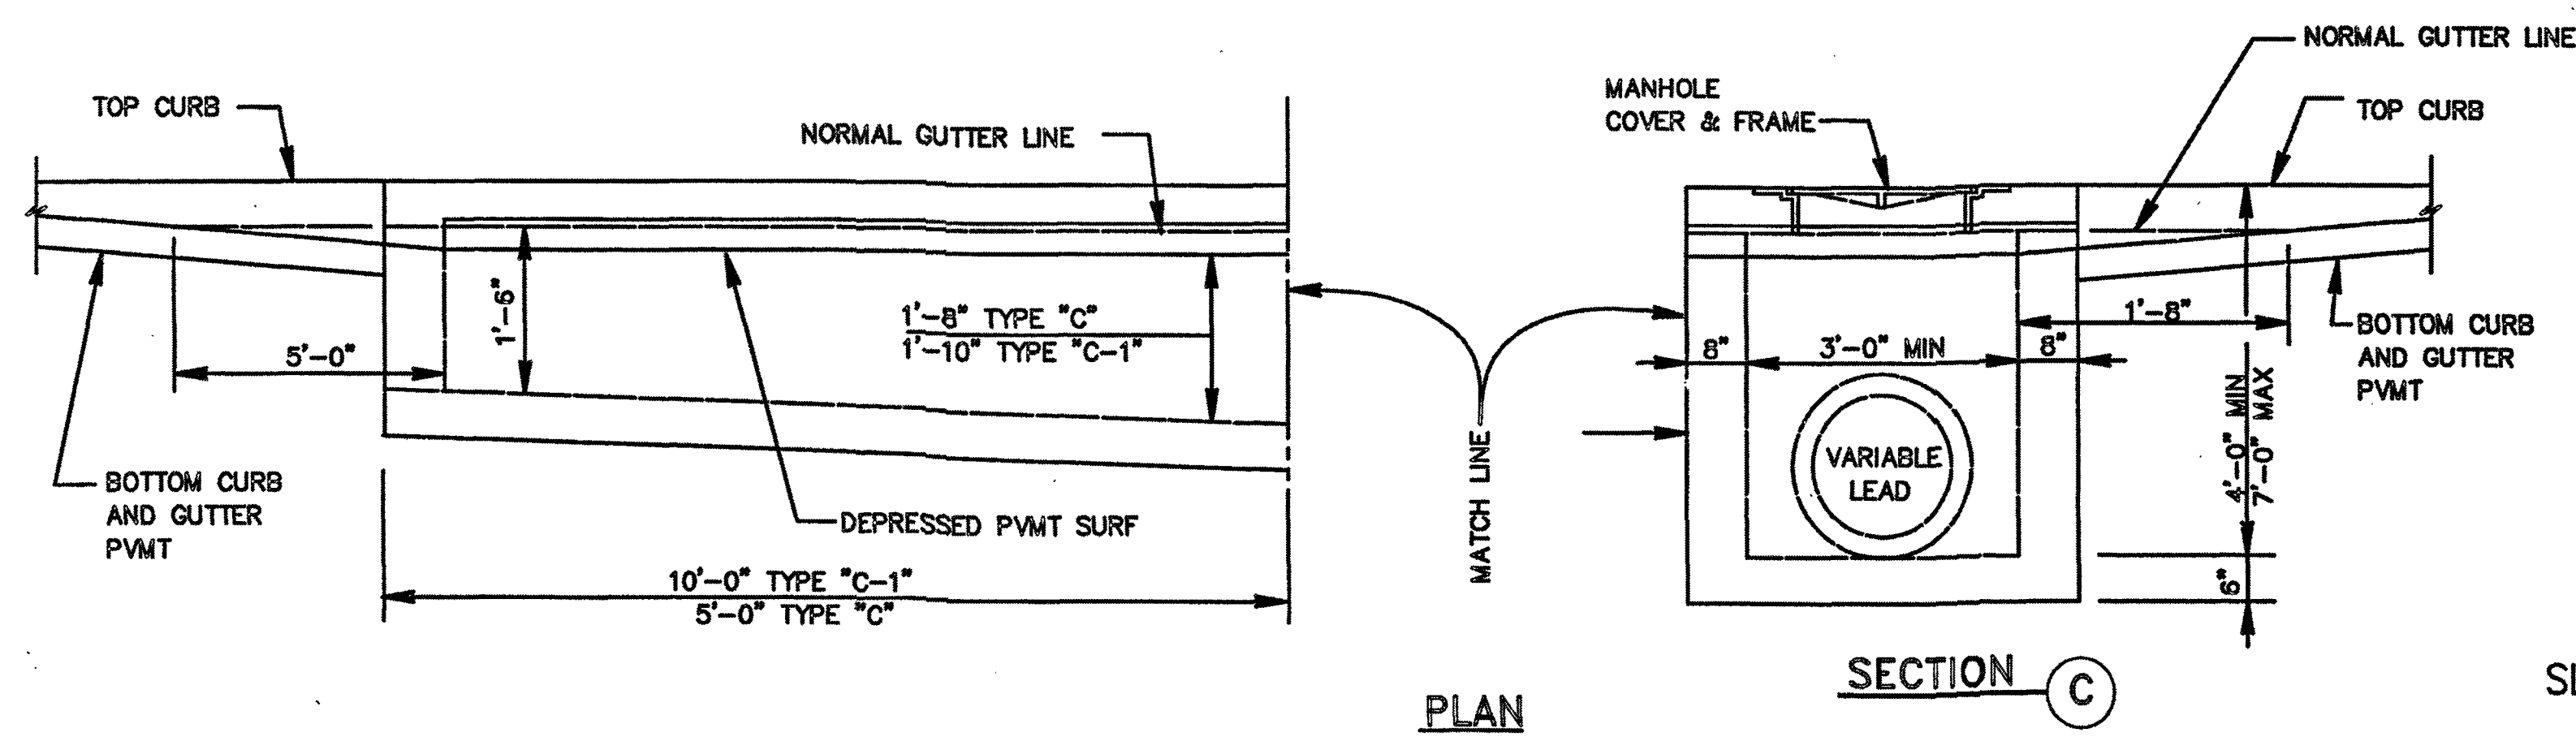 TOP CURB
NORMAL GUTTER LINE
1'-6"
5'-0"
1'-8" TYPE "C"
1'-10" TYPE "C-1"
BOTTOM CURB
AND GUTTER
PVMT
DEPRESSED PVMT SURF
10'-0" TYPE "C-1"
5'-0" TYPE "C"
MATCH LINE
MANHOLE
COVER & FRAME
NORMAL GUTTER LINE
TOP CURB
8"
3'-0" MIN
8"
1'-8"
VARIABLE
LEAD
4'-0" MIN
7'-0" MAX
6"
BOTTOM CURB
AND GUTTER
PVMT
SECTION C
PLAN